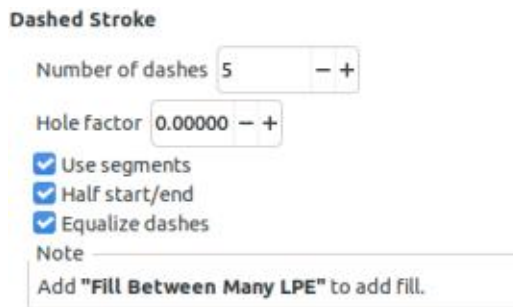 Dashed Stroke
Number of dashes 5 − +
Hole factor 0.00000 − +
Use segments
Half start/end
Equalize dashes
Note
Add "Fill Between Many LPE" to add fill.